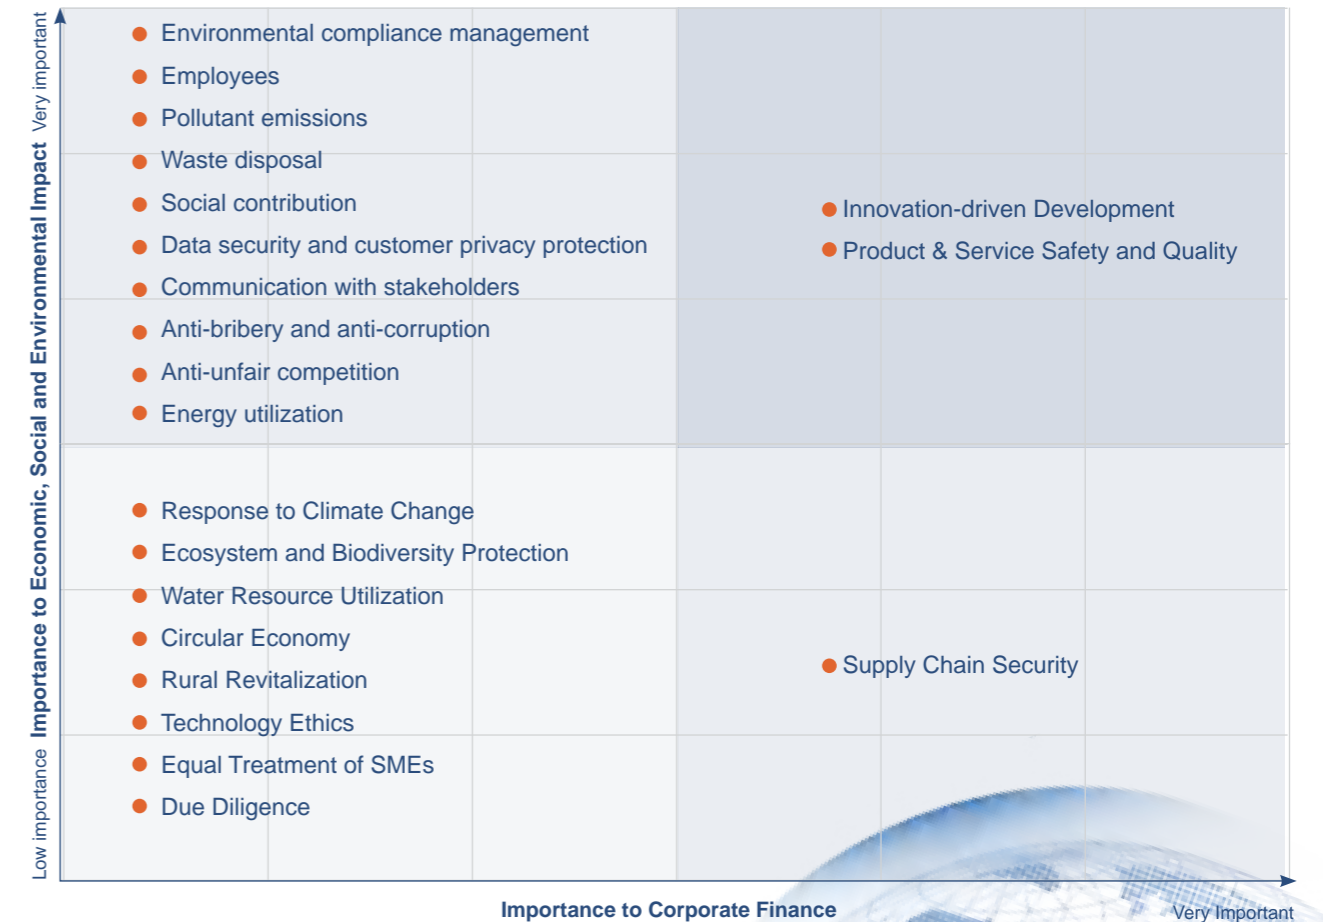 Very important
Importance to Economic, Social and Environmental Impact
Low importance
Environmental compliance management
Employees
Pollutant emissions
Waste disposal
Social contribution
Data security and customer privacy protection
Communication with stakeholders
Anti-bribery and anti-corruption
Anti-unfair competition
Energy utilization
Innovation-driven Development
Product & Service Safety and Quality
Response to Climate Change
Ecosystem and Biodiversity Protection
Water Resource Utilization
Circular Economy
Rural Revitalization
Technology Ethics
Equal Treatment of SMEs
Due Diligence
Supply Chain Security
Importance to Corporate Finance
Very Important